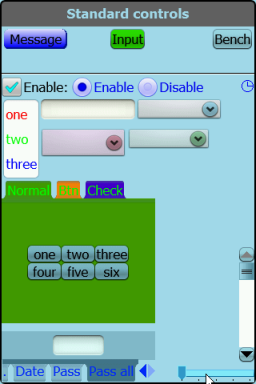 Standard controls
Message Input Bench
Enable: Enable Disable
one
two
three
Normal Check
one two three
four five six
. Date Pass Pass all